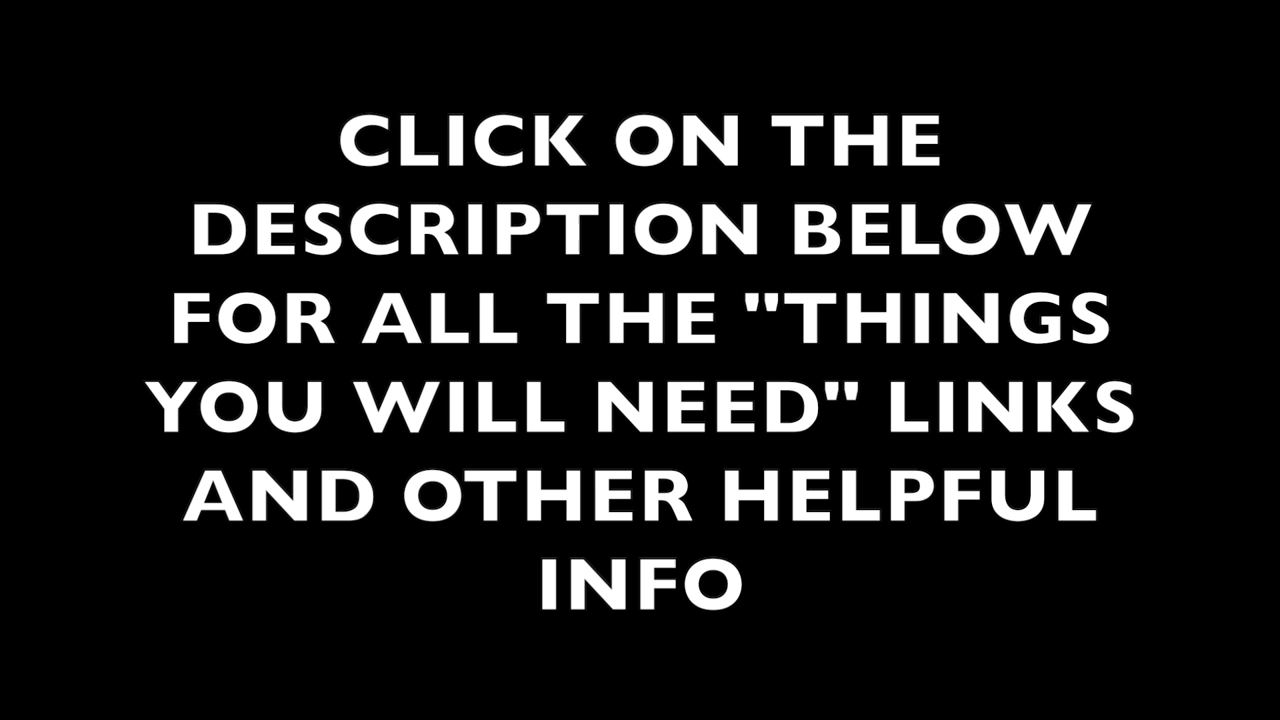 CLICK ON THE
DESCRIPTION BELOW
FOR ALL THE "THINGS
YOU WILL NEED" LINKS
AND OTHER HELPFUL
INFO